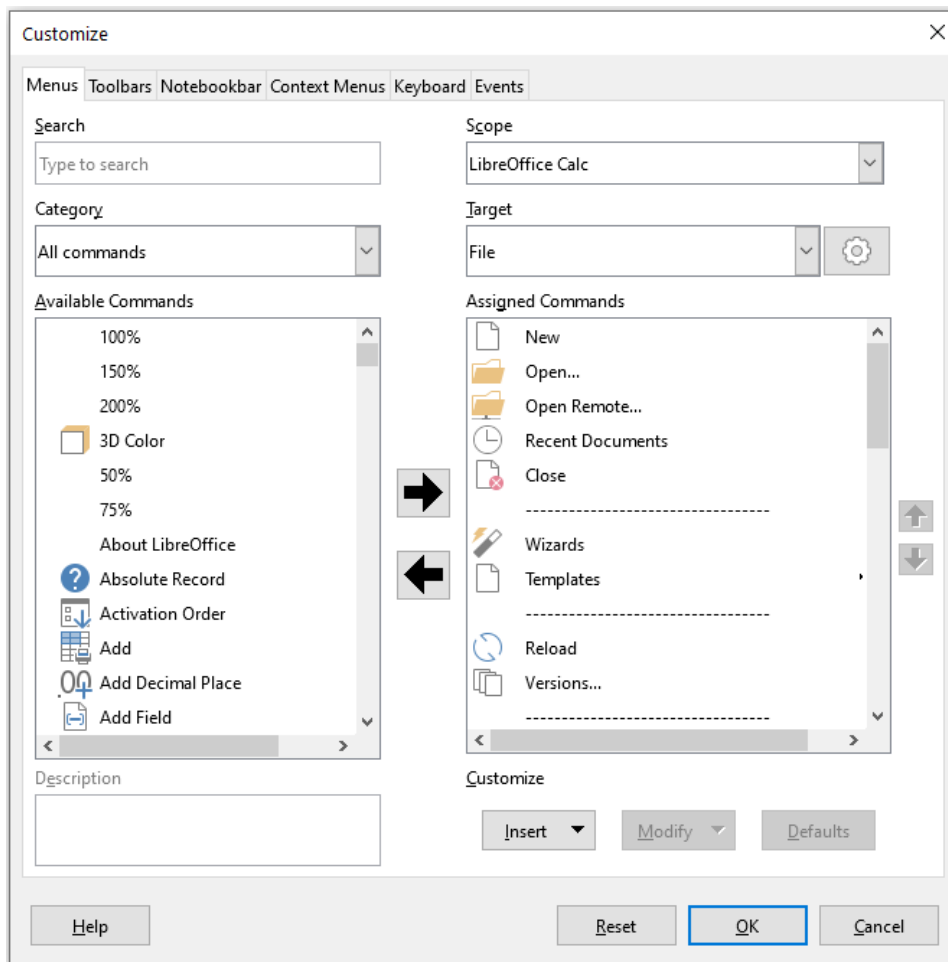 Customize
Menus Toolbars Notebookbar Context Menus Keyboard Events
Search
Type to search
Scope
LibreOffice Calc
Category
All commands
Target
File
Available Commands
100%
150%
200%
3D Color
50%
75%
About LibreOffice
Absolute Record
Activation Order
Add
Add Decimal Place
Add Field
Assigned Commands
New
Open...
Open Remote...
Recent Documents
Close
----------------------------------
Wizards
Templates
----------------------------------
Reload
Versions...
----------------------------------
Description
Customize
Insert Modify Defaults
Help Reset OK Cancel